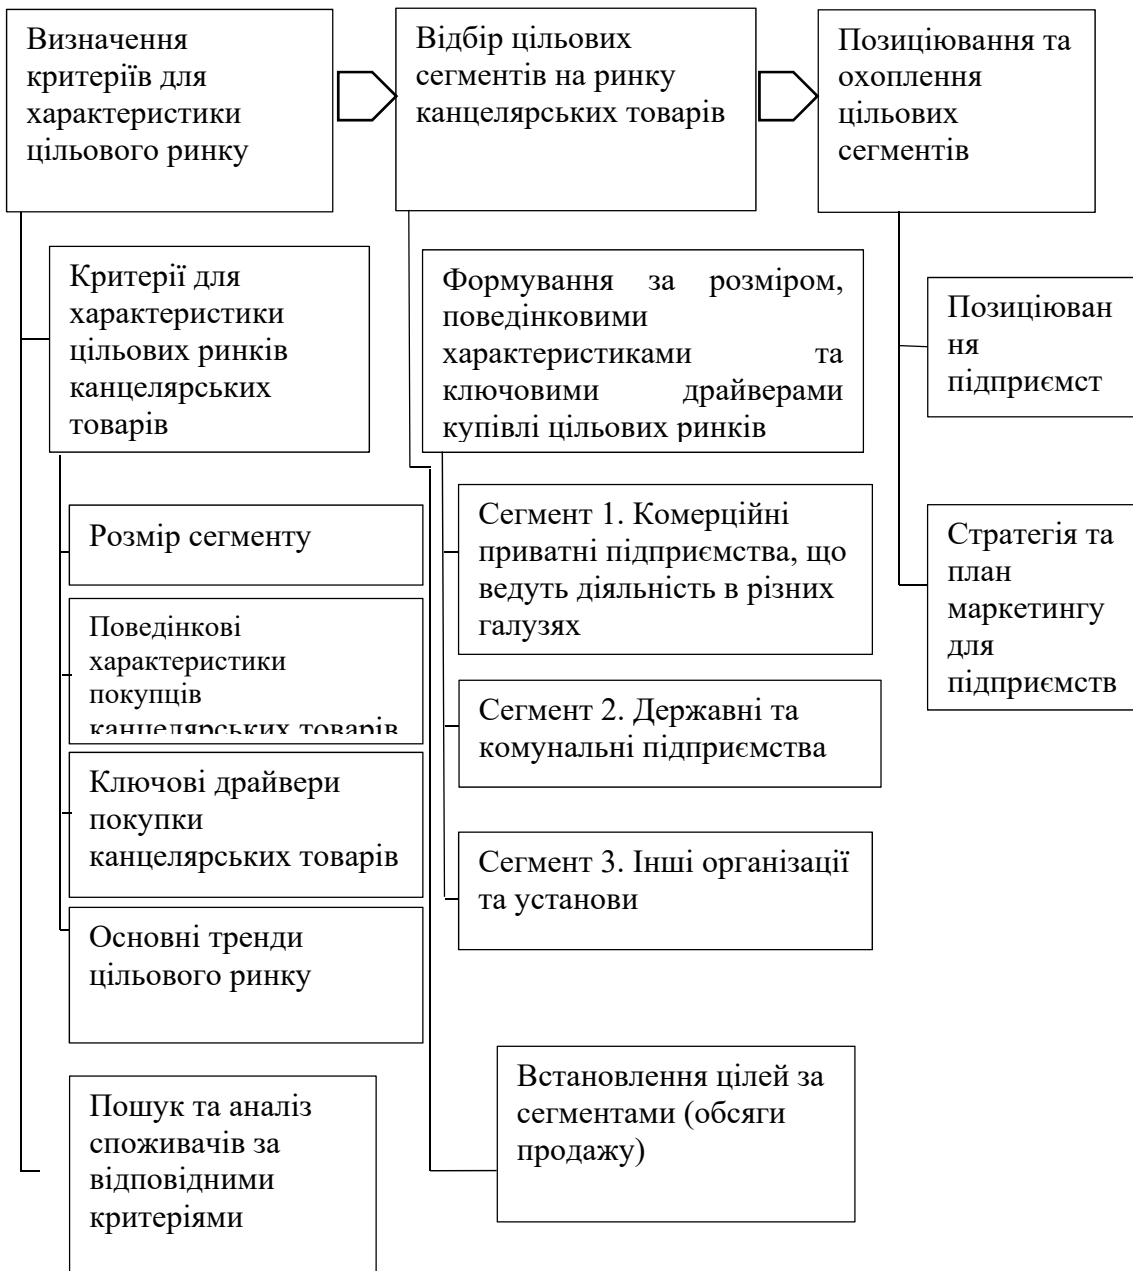 Визначення
критеріїв для
характеристики
цільового ринку
Відбір цільових
сегментів на ринку
канцелярських товарів
Позиціювання та
охоплення
цільових
сегментів
Критерії для
характеристики
цільових ринків
канцелярських
товарів
Розмір сегменту
Поведінкові
характеристики
покупців
канцелярських товарів
Ключові драйвери
покупки
канцелярських товарів
Основні тренди
цільового ринку
Пошук та аналіз
споживачів за
відповідними
критеріями
Формування за розміром,
поведінковими
характеристиками та
ключовими драйверами
купівлі цільових ринків
Сегмент 1. Комерційні
приватні підприємства, що
ведуть діяльність в різних
галузях
Сегмент 2. Державні та
комунальні підприємства
Сегмент 3. Інші організації
та установи
Встановлення цілей за
сегментами (обсяги
продажу)
Позиціюван
ня
підприємст
Стратегія та
план
маркетингу
для
підприємств